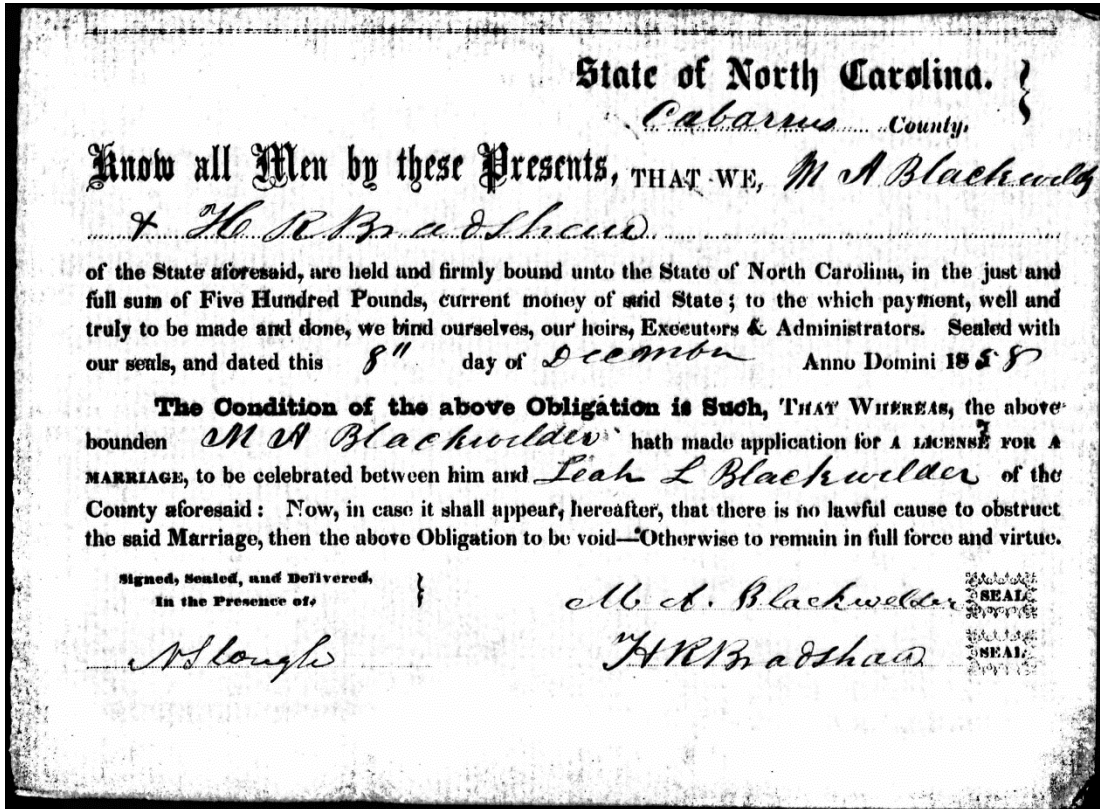 State of North Carolina.
Cabarrus County.
Know all Men by these Presents, THAT WE, M A Blackwilder
& H R Bradshaw
of the State aforesaid, are held and firmly bound unto the State of North Carolina, in the just and
full sum of Five Hundred Pounds, current money of said State; to the which payment, well and
truly to be made and done, we bind ourselves, our heirs, Executors & Administrators. Sealed with
our seals, and dated this 8" day of December Anno Domini 1858
The Condition of the above Obligation is Such, THAT WHEREAS, the above
bounden M A Blackwilder hath made application for A LICENSE FOR A
MARRIAGE, to be celebrated between him and Leah L Blackwilder of the
County aforesaid: Now, in case it shall appear, hereafter, that there is no lawful cause to obstruct
the said Marriage, then the above Obligation to be void—Otherwise to remain in full force and virtue.
Signed, Sealed, and Delivered,
In the Presence of
M. A. Blackwelder SEAL
N Slough H R Bradshaw SEAL